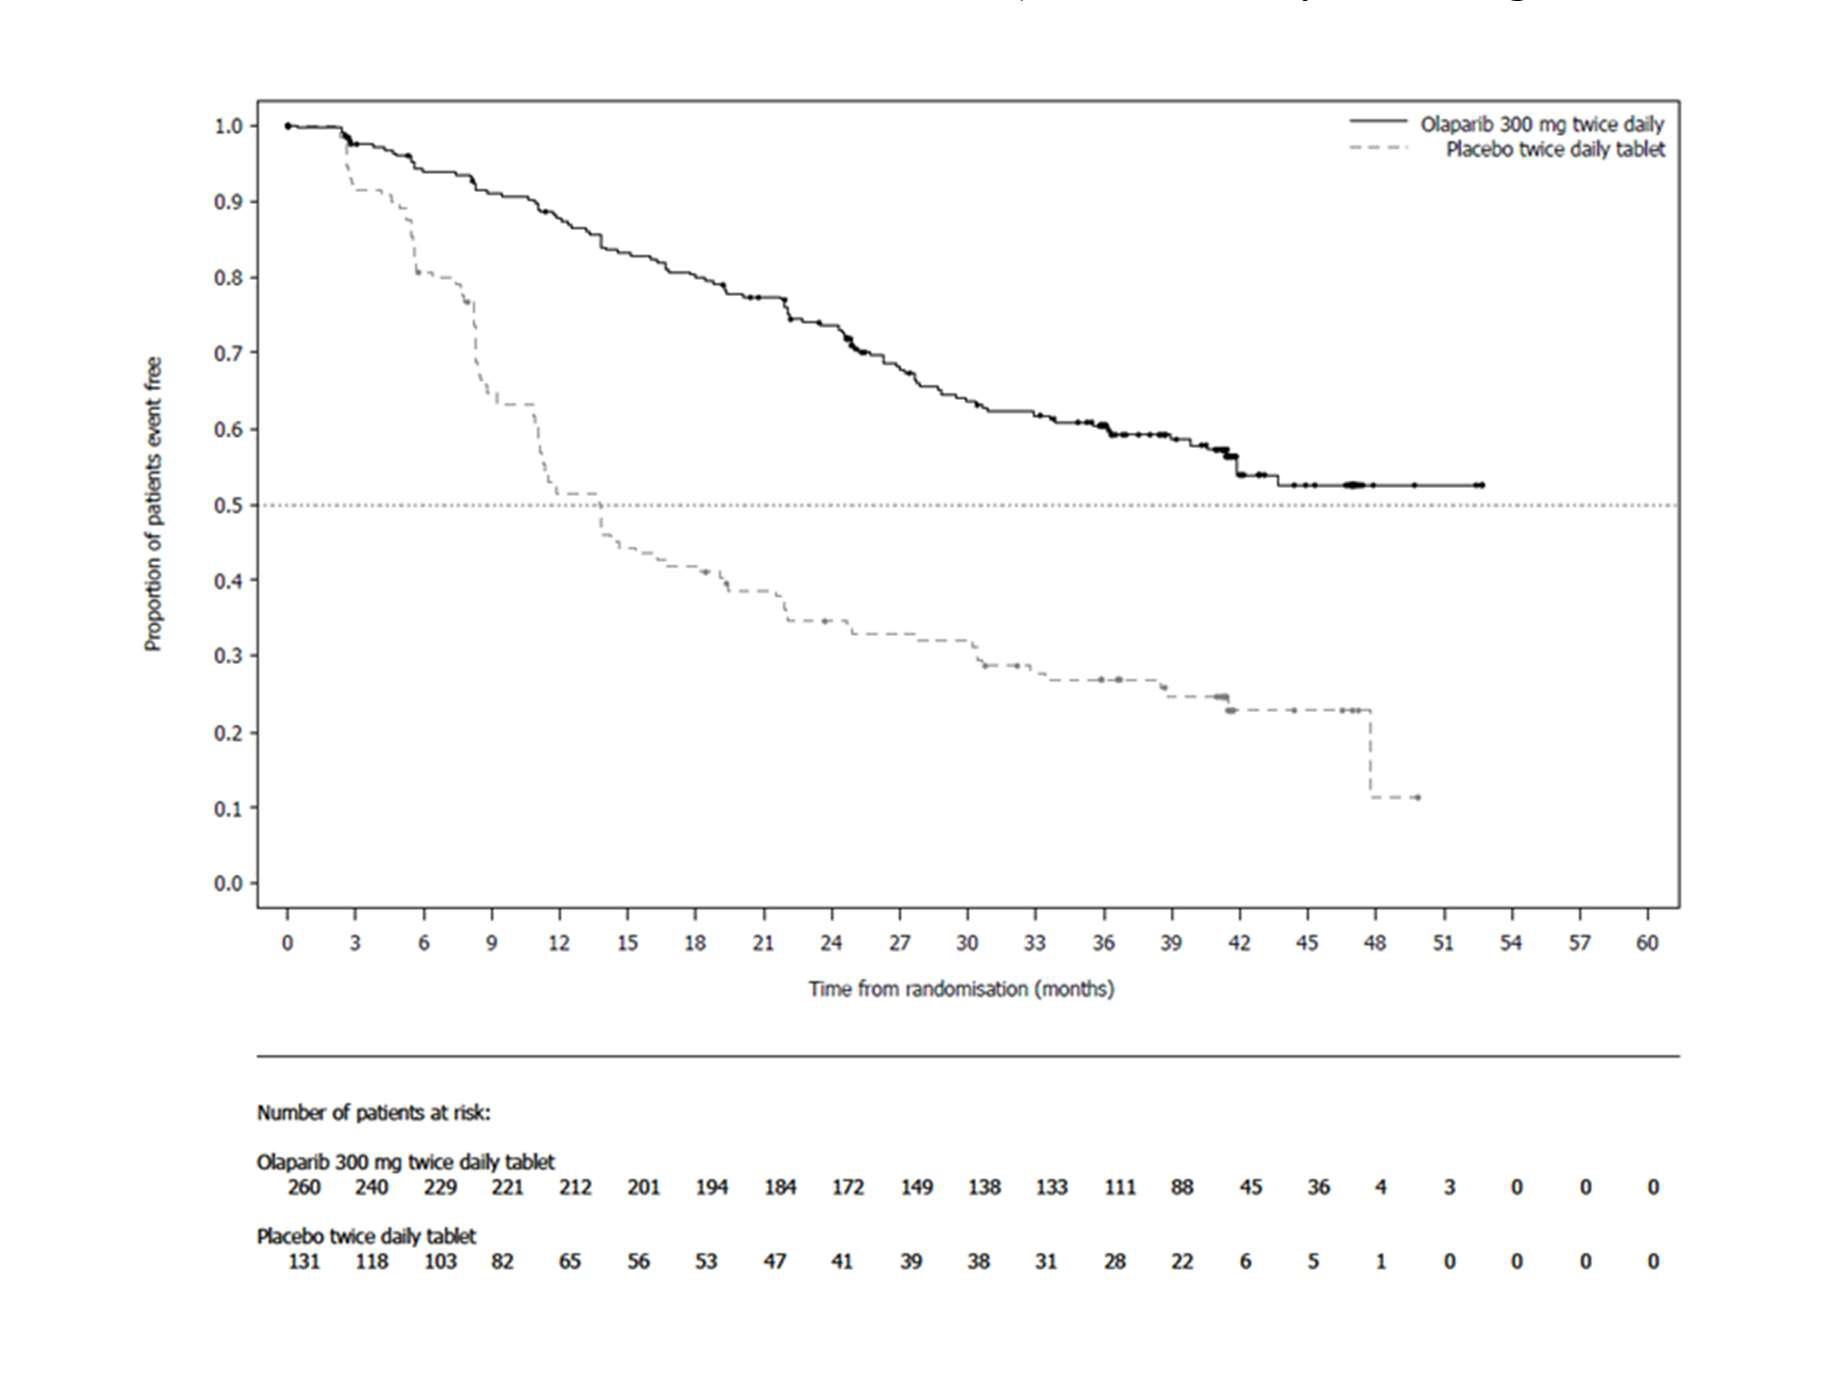 Olaparib 300 mg twice daily
Placebo twice daily tablet
1.0
0.9
0.8
0.7
0.6
0.5
0.4
0.3
0.2
0.1
0.0
Proportion of patients event free
0 3 6 9 12 15 18 21 24 27 30 33 36 39 42 45 48 51 54 57 60
Time from randomisation (months)
Number of patients at risk:
Olaparib 300 mg twice daily tablet
260 240 229 221 212 201 194 184 172 149 138 133 111 88 45 36 4 3 0 0 0
Placebo twice daily tablet
131 118 103 82 65 56 53 47 41 39 38 31 28 22 6 5 1 0 0 0 0